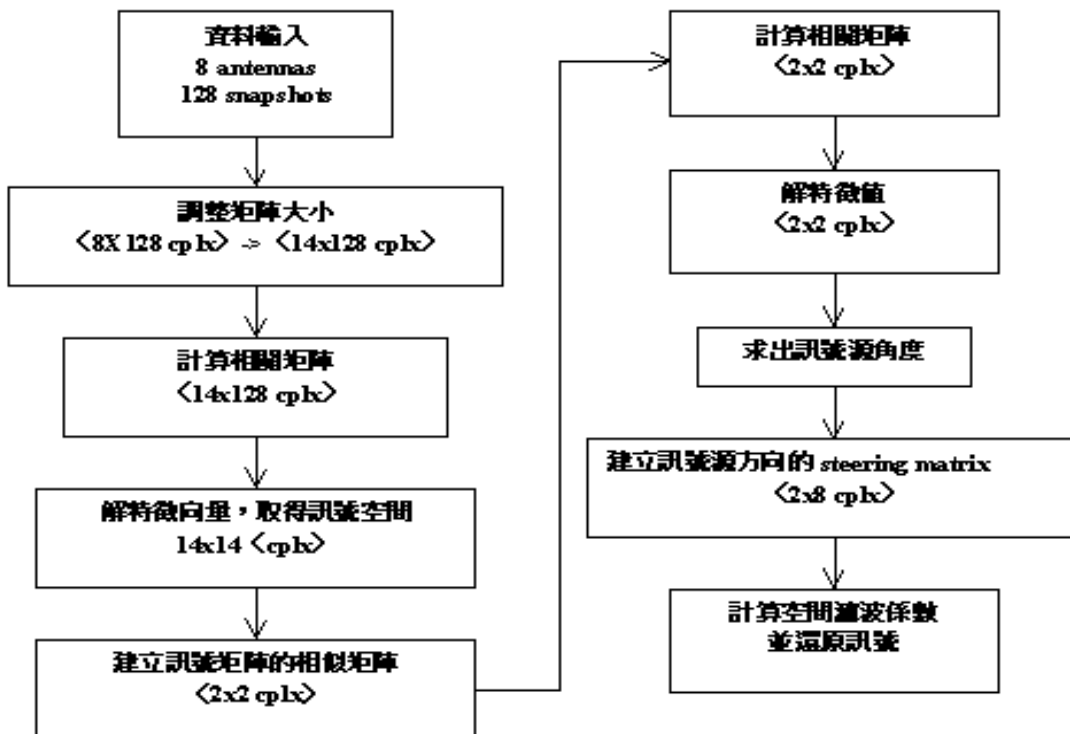 資料輸入
8 antennas
128 snapshots
調整矩陣大小
<8X 128 cplx> -> <14x128 cplx>
計算相關矩陣
<14x128 cplx>
解特徵向量，取得訊號空間
14x14 <cplx>
建立訊號矩陣的相似矩陣
<2x2 cplx>
計算相關矩陣
<2x2 cplx>
解特徵值
<2x2 cplx>
求出訊號源角度
建立訊號源方向的 steering matrix
<2x8 cplx>
計算空間濾波係數
並還原訊號